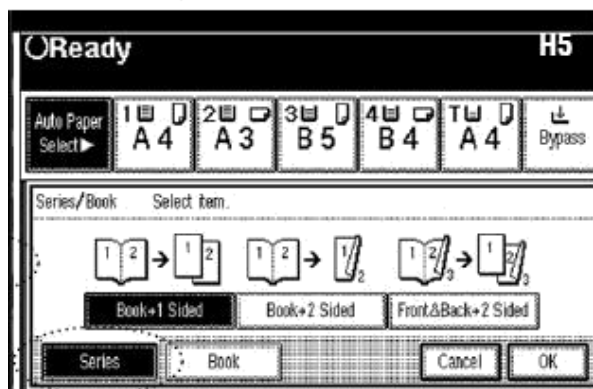 Ready H5
Auto Paper Select▶ 1 A4 2 A3 3 B5 4 B4 T A4 Bypass
Series/Book Select item.
1 2 → 1 2 1 2 → 1 2 1 2 3 → 1 2 3
Book→1 Sided Book→2 Sided Front&Back→2 Sided
Series Book Cancel OK